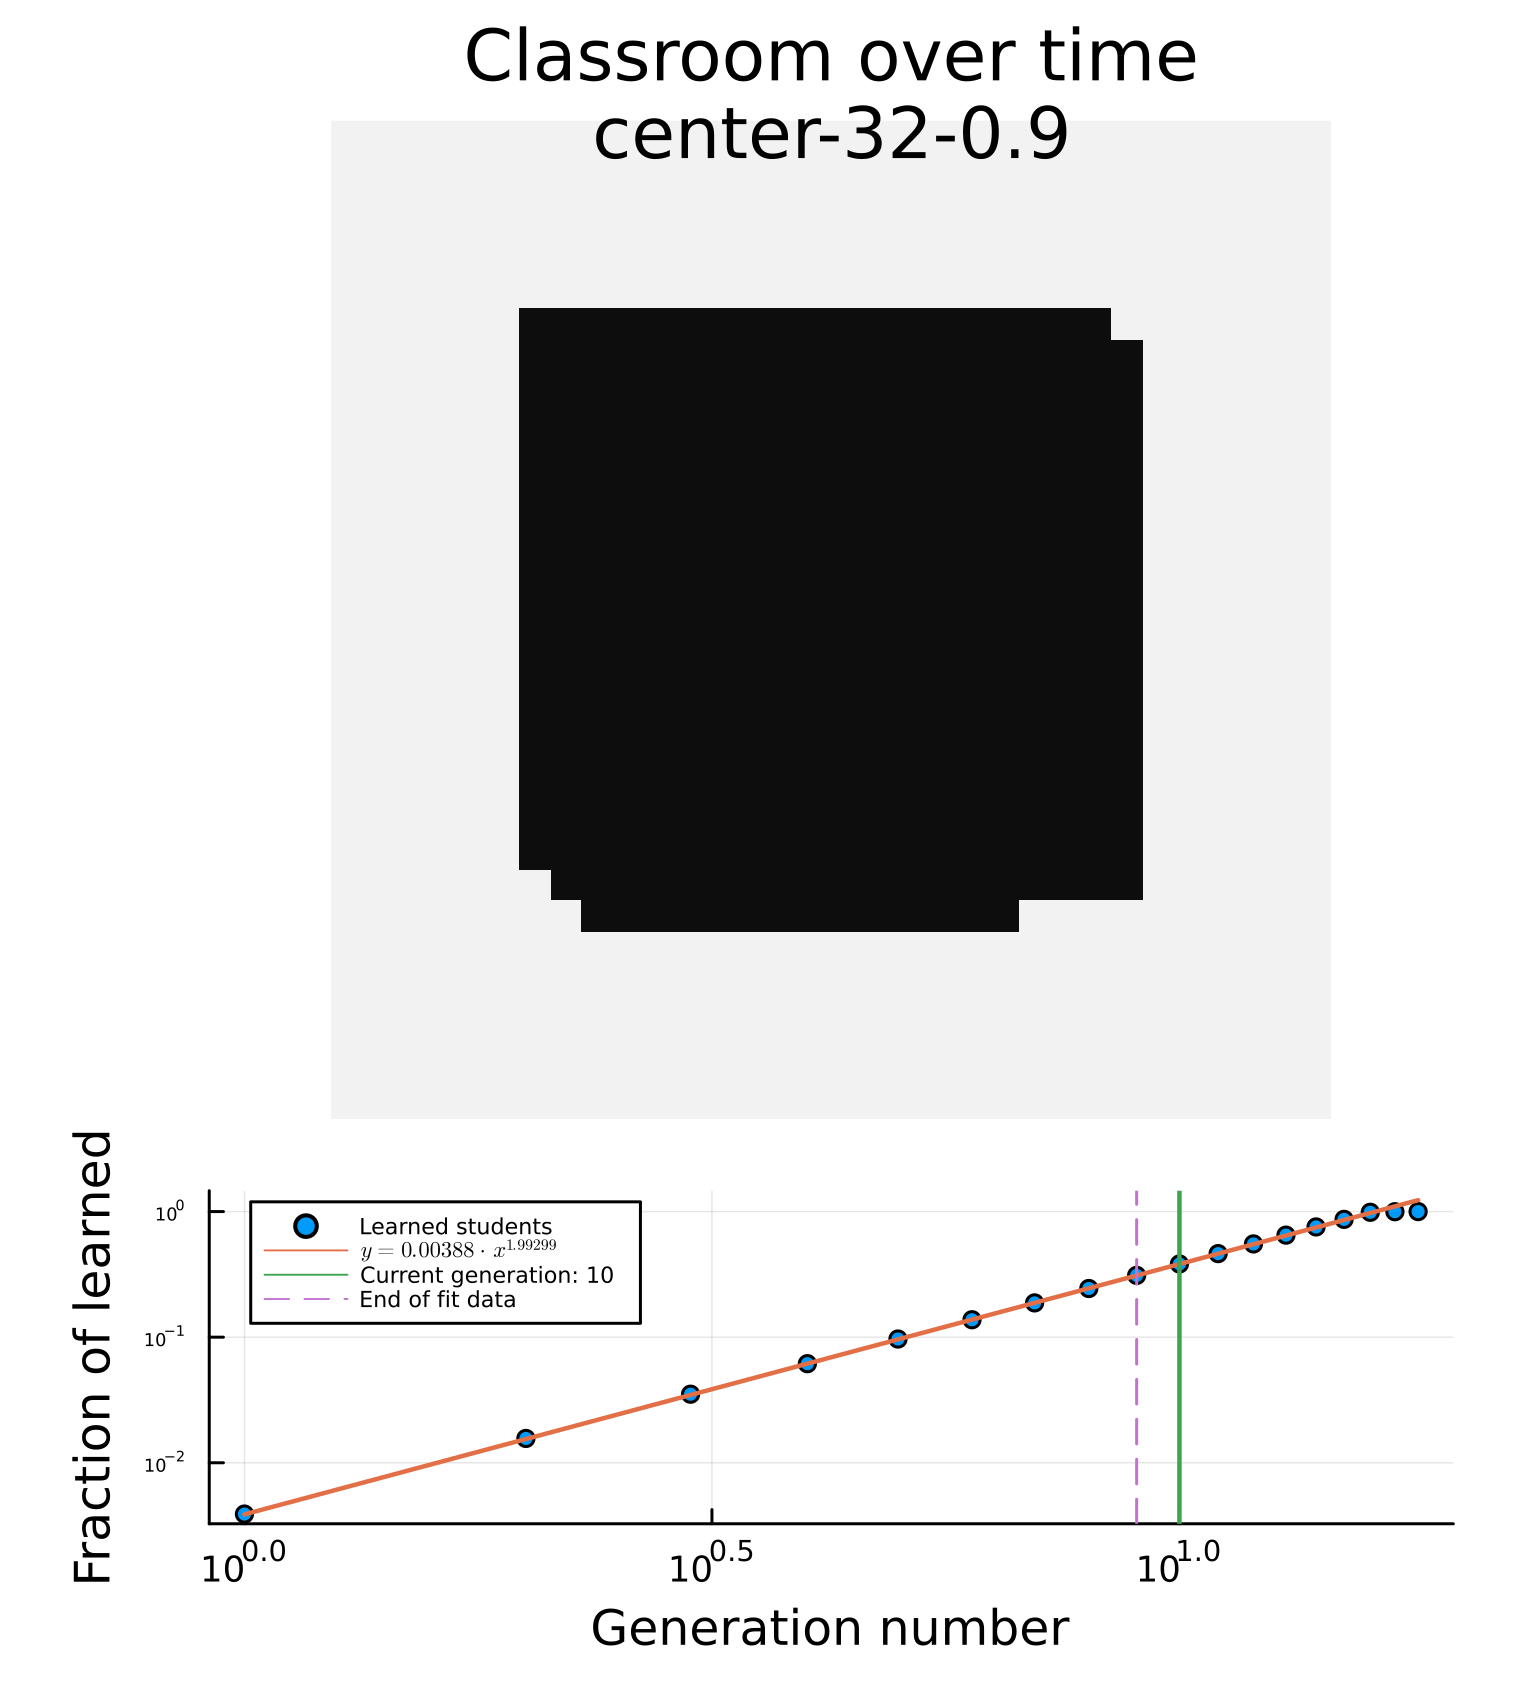 Classroom over time
center-32-0.9
Fraction of learned
10⁰
10⁻¹
10⁻²
Learned students
y = 0.00388 · x^1.99299
Current generation: 10
End of fit data
10^0.0
10^0.5
10^1.0
Generation number